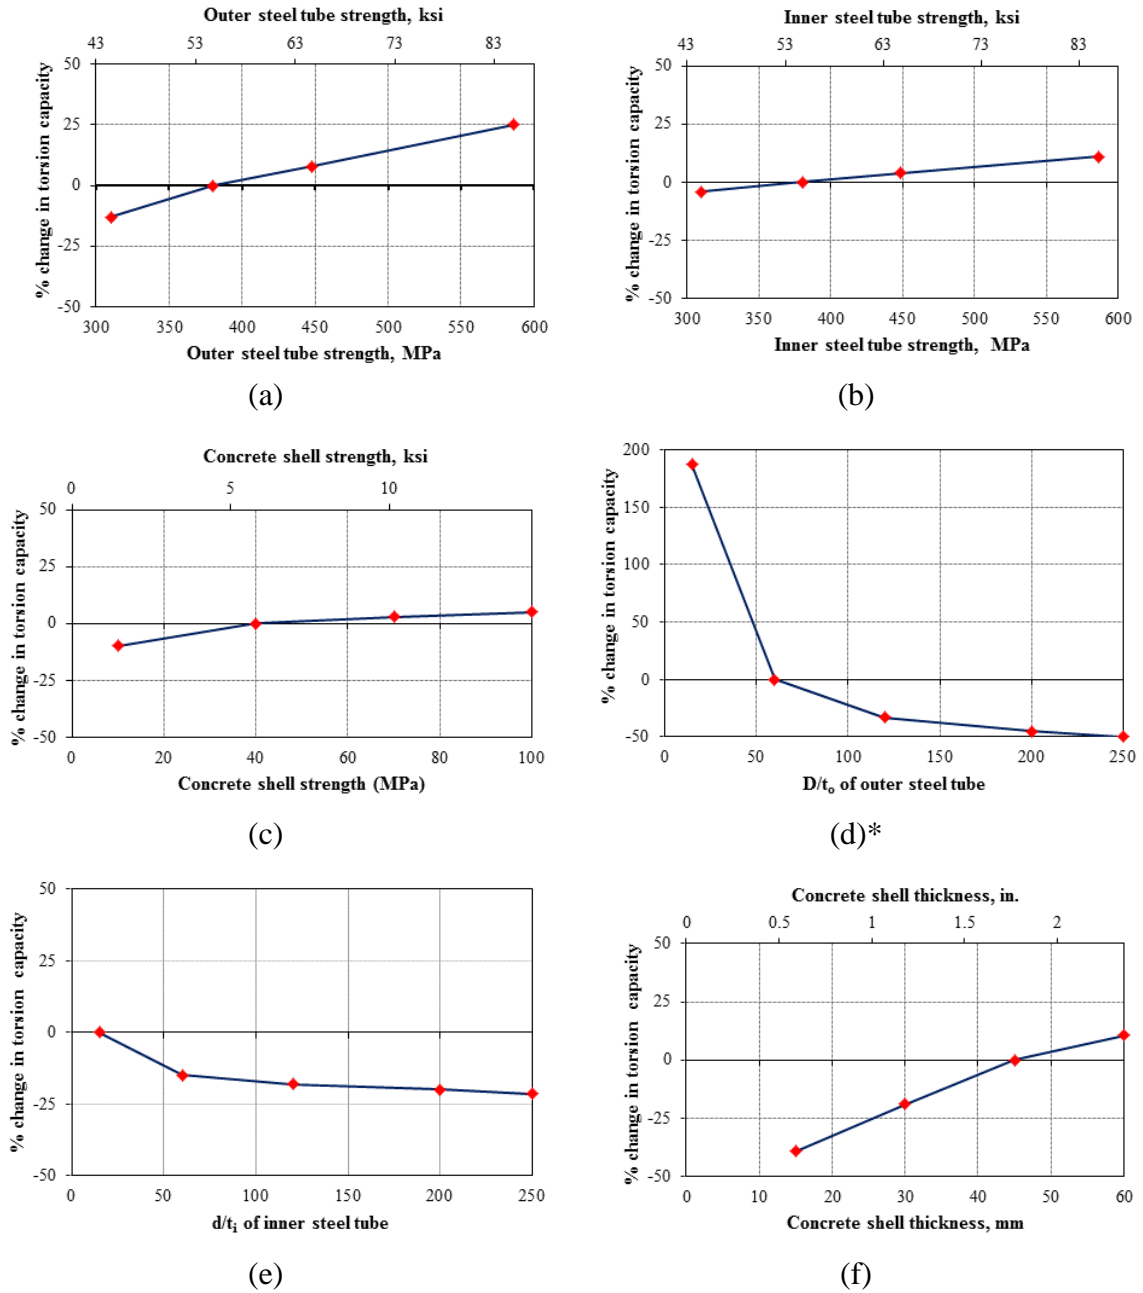 Outer steel tube strength, ksi
43 53 63 73 83
50
25
0
-25
-50
% change in torsion capacity
300 350 400 450 500 550 600
Outer steel tube strength, MPa
(a)
Inner steel tube strength, ksi
43 53 63 73 83
50
25
0
-25
-50
% change in torsion capacity
300 350 400 450 500 550 600
Inner steel tube strength, MPa
(b)
Concrete shell strength, ksi
0 5 10
50
25
0
-25
-50
% change in torsion capacity
0 20 40 60 80 100
Concrete shell strength (MPa)
(c)
200
150
100
50
0
-50
% change in torsion capacity
0 50 100 150 200 250
D/to of outer steel tube
(d)*
50
25
0
-25
-50
% change in torsion capacity
0 50 100 150 200 250
d/ti of inner steel tube
(e)
Concrete shell thickness, in.
0 0.5 1 1.5 2
50
25
0
-25
-50
% change in torsion capacity
0 10 20 30 40 50 60
Concrete shell thickness, mm
(f)